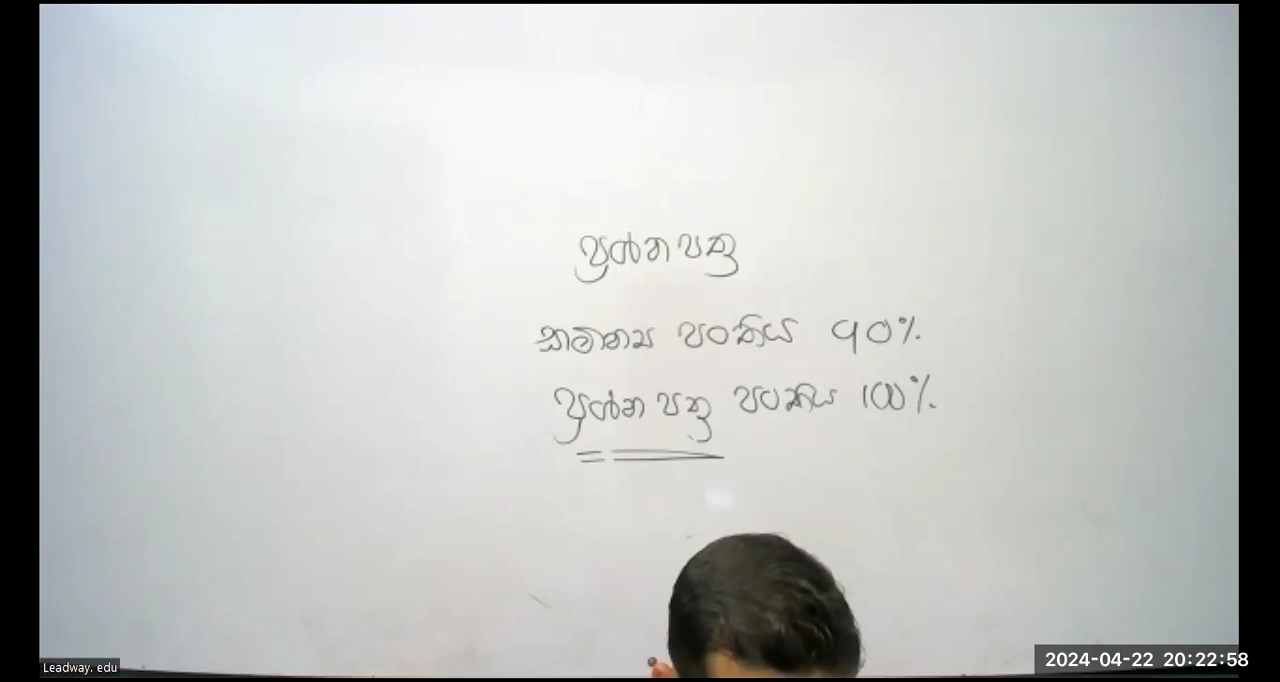 ප්‍රශ්න පත්‍ර
න්‍යාය පංතිය 90%
ප්‍රශ්න පත්‍ර පංතිය 100%
Leadway. edu
2024-04-22 20:22:58